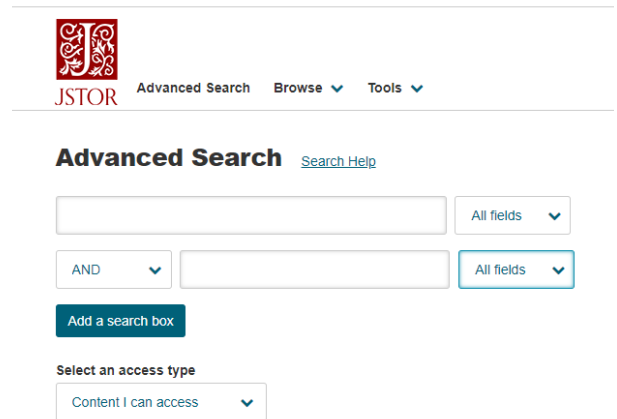 JSTOR
Advanced Search Browse Tools
Advanced Search Search Help
All fields
AND All fields
Add a search box
Select an access type
Content I can access